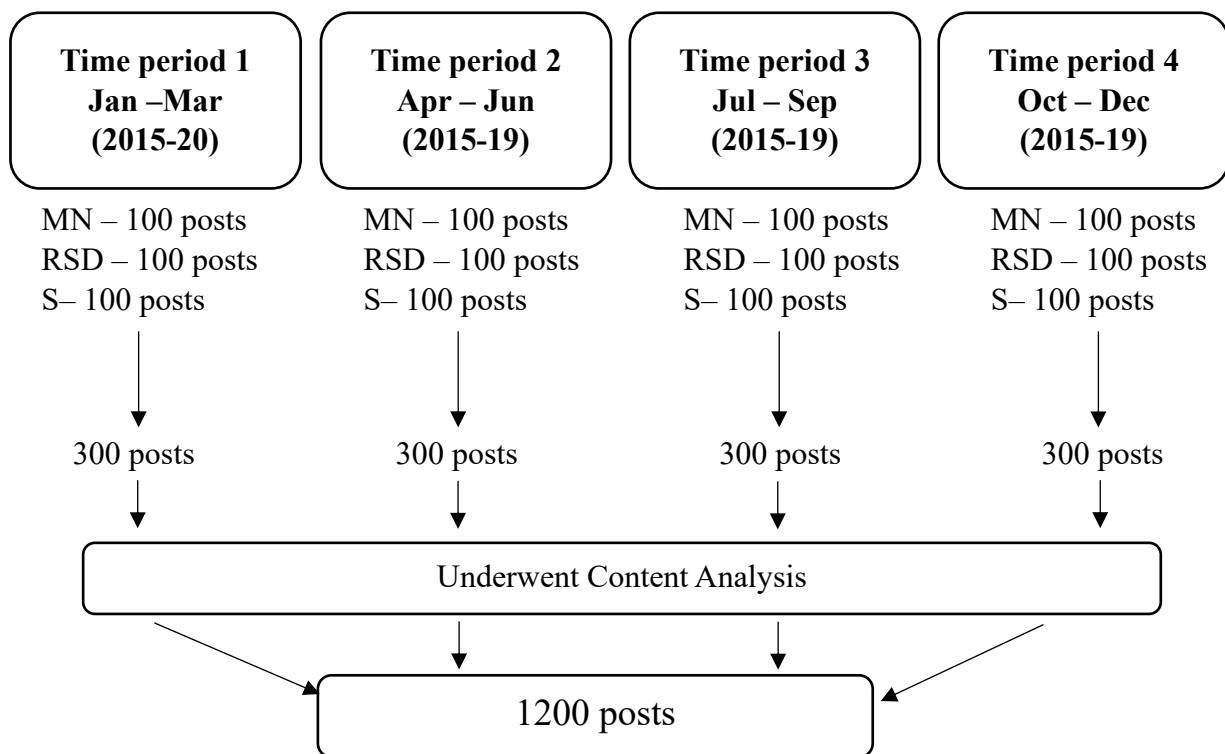 Time period 1
Jan –Mar
(2015-20)
Time period 2
Apr – Jun
(2015-19)
Time period 3
Jul – Sep
(2015-19)
Time period 4
Oct – Dec
(2015-19)
MN – 100 posts
RSD – 100 posts
S– 100 posts
MN – 100 posts
RSD – 100 posts
S– 100 posts
MN – 100 posts
RSD – 100 posts
S– 100 posts
MN – 100 posts
RSD – 100 posts
S– 100 posts
300 posts
300 posts
300 posts
300 posts
Underwent Content Analysis
1200 posts